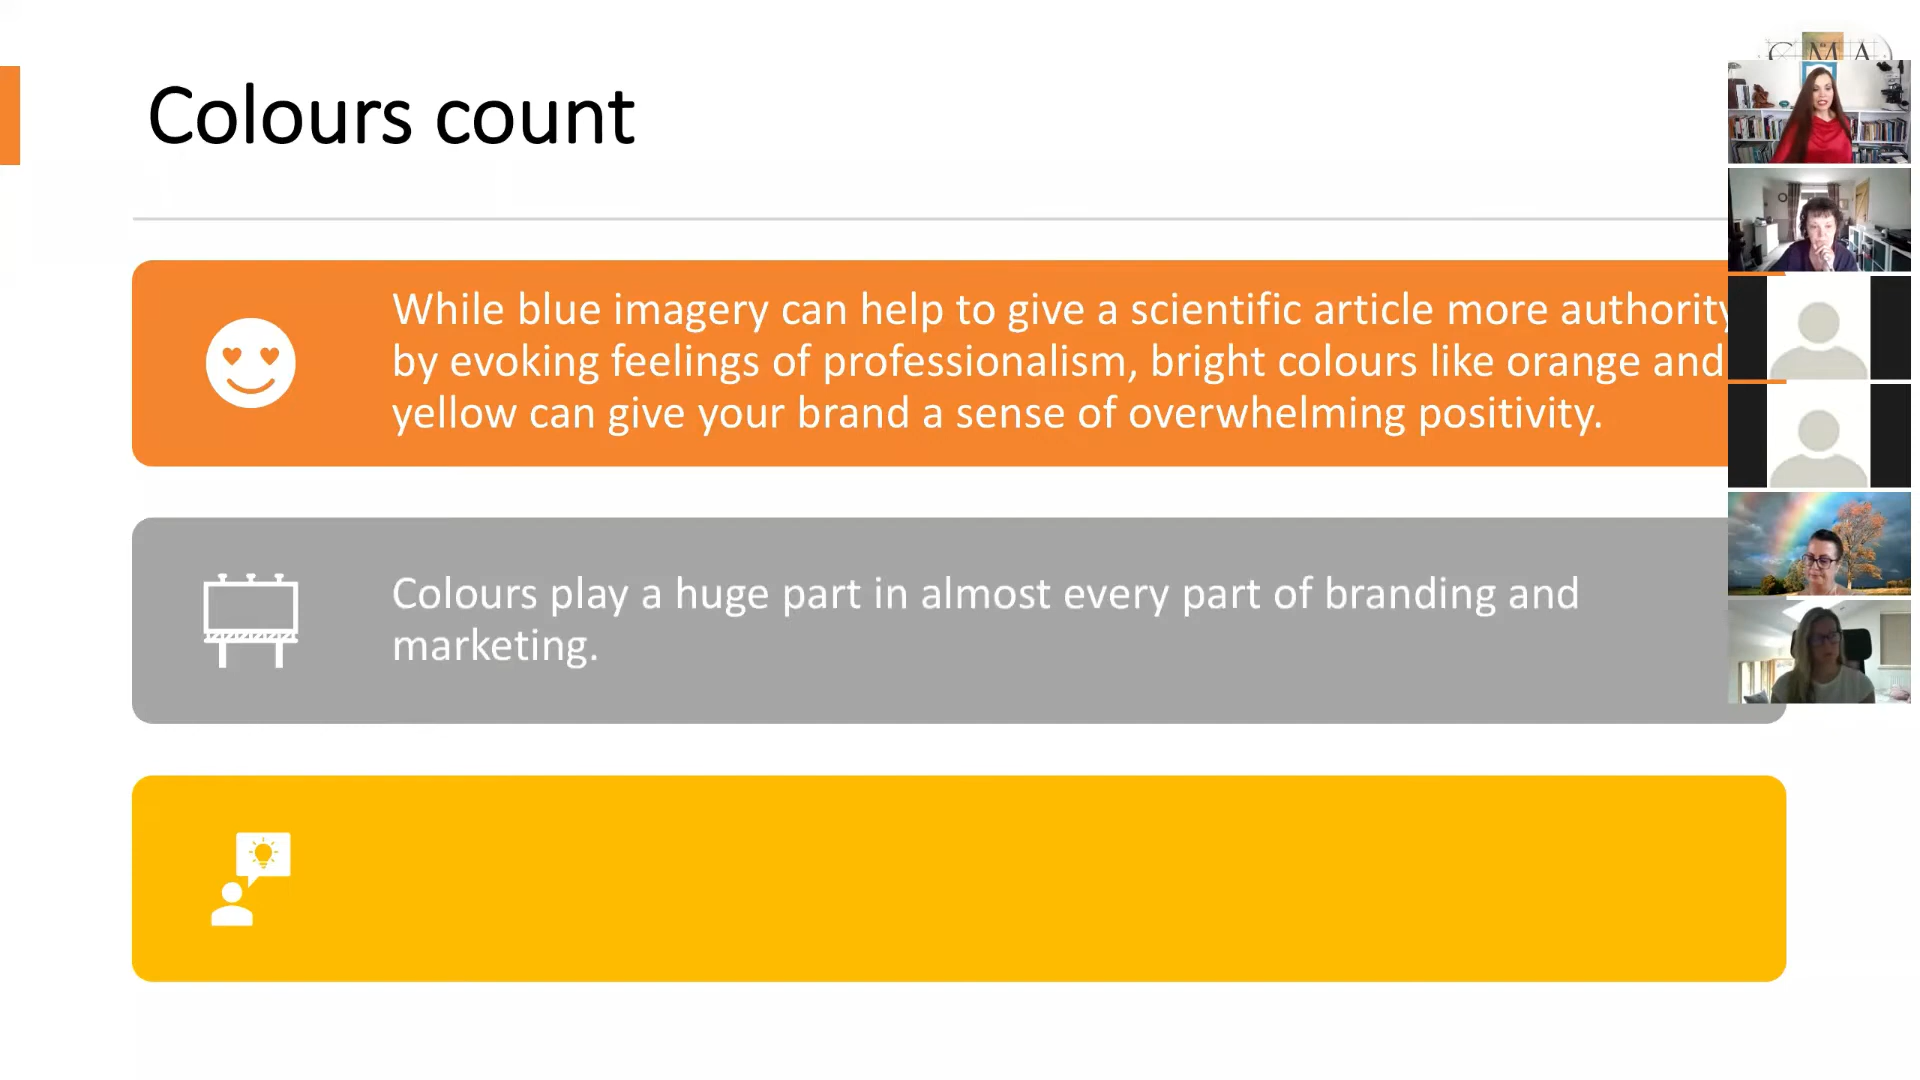 CMA
Colours count
While blue imagery can help to give a scientific article more authority
by evoking feelings of professionalism, bright colours like orange and
yellow can give your brand a sense of overwhelming positivity.
Colours play a huge part in almost every part of branding and
marketing.